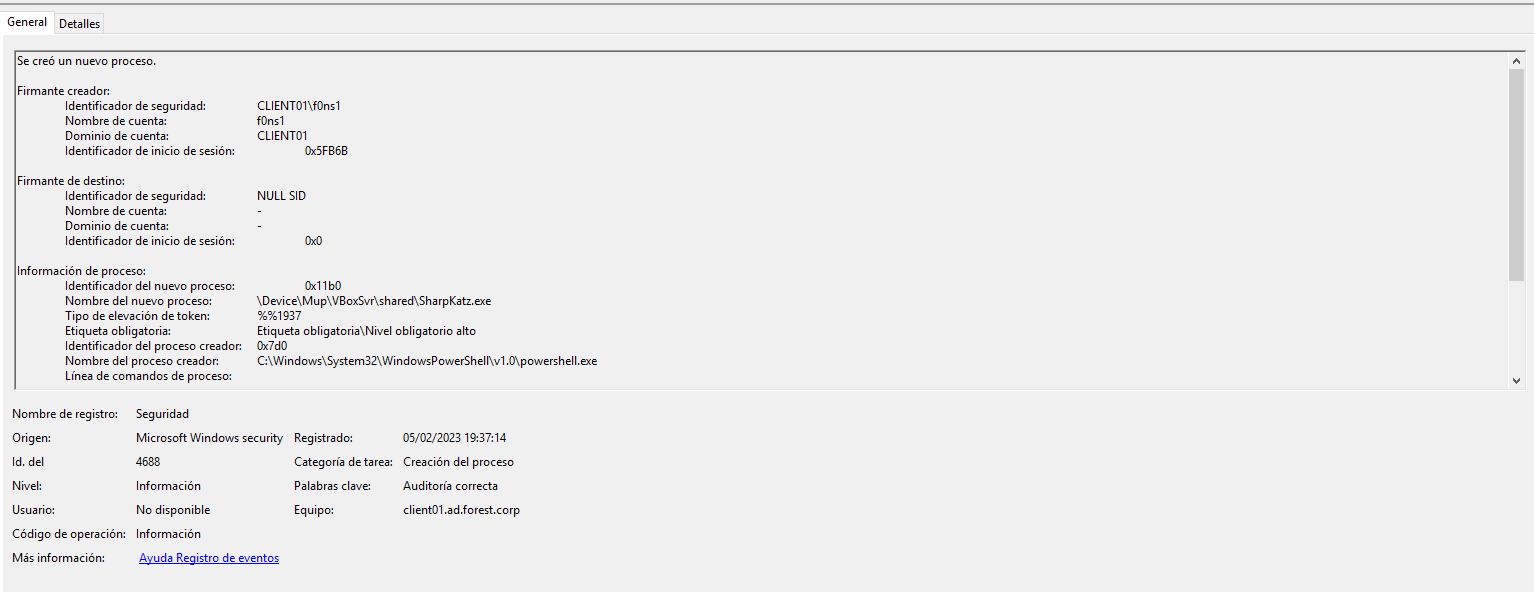 General Detalles
Se creó un nuevo proceso.
Firmante creador:
Identificador de seguridad: CLIENT01\f0ns1
Nombre de cuenta: f0ns1
Dominio de cuenta: CLIENT01
Identificador de inicio de sesión: 0x5FB6B
Firmante de destino:
Identificador de seguridad: NULL SID
Nombre de cuenta: -
Dominio de cuenta: -
Identificador de inicio de sesión: 0x0
Información de proceso:
Identificador del nuevo proceso: 0x11b0
Nombre del nuevo proceso: \Device\Mup\VBoxSvr\shared\SharpKatz.exe
Tipo de elevación de token: %%1937
Etiqueta obligatoria: Etiqueta obligatoria\Nivel obligatorio alto
Identificador del proceso creador: 0x7d0
Nombre del proceso creador: C:\Windows\System32\WindowsPowerShell\v1.0\powershell.exe
Línea de comandos de proceso:
Nombre de registro: Seguridad
Origen: Microsoft Windows security Registrado: 05/02/2023 19:37:14
Id. del 4688 Categoría de tarea: Creación del proceso
Nivel: Información Palabras clave: Auditoría correcta
Usuario: No disponible Equipo: client01.ad.forest.corp
Código de operación: Información
Más información: Ayuda Registro de eventos